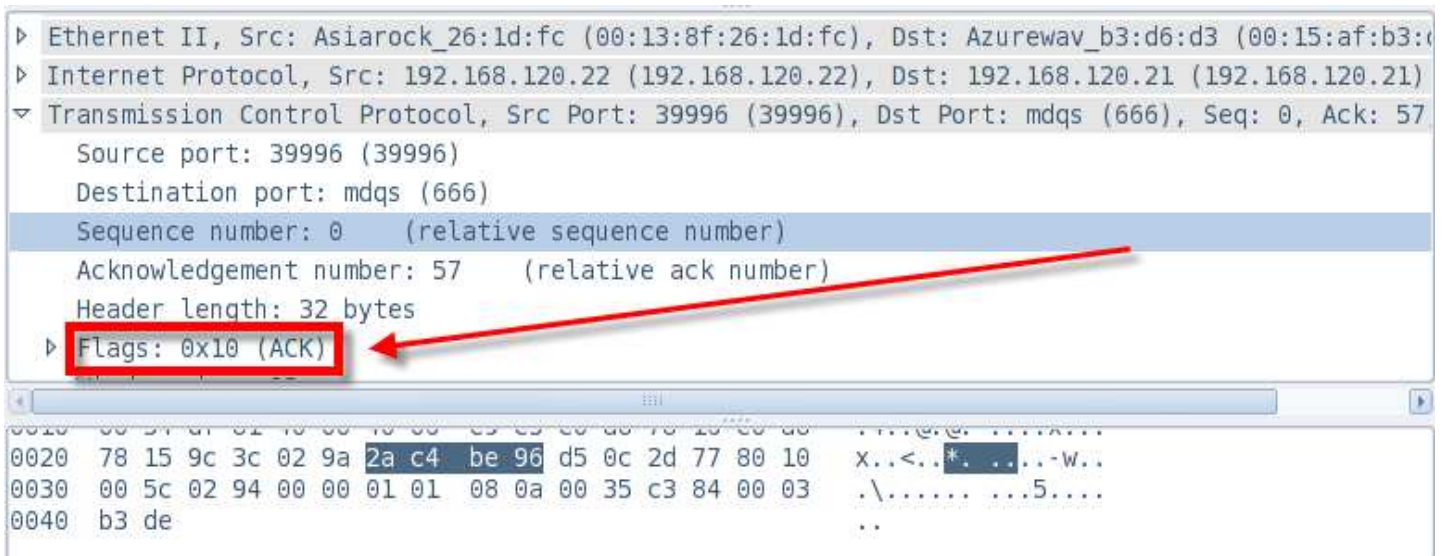 Ethernet II, Src: Asiarock_26:1d:fc (00:13:8f:26:1d:fc), Dst: Azurewav_b3:d6:d3 (00:15:af:b3:
Internet Protocol, Src: 192.168.120.22 (192.168.120.22), Dst: 192.168.120.21 (192.168.120.21)
Transmission Control Protocol, Src Port: 39996 (39996), Dst Port: mdqs (666), Seq: 0, Ack: 57,
Source port: 39996 (39996)
Destination port: mdqs (666)
Sequence number: 0 (relative sequence number)
Acknowledgement number: 57 (relative ack number)
Header length: 32 bytes
Flags: 0x10 (ACK)
0020 78 15 9c 3c 02 9a 2a c4 be 96 d5 0c 2d 77 80 10 x..<..*. ....-w..
0030 00 5c 02 94 00 00 01 01 08 0a 00 35 c3 84 00 03 .\...... ...5....
0040 b3 de ..